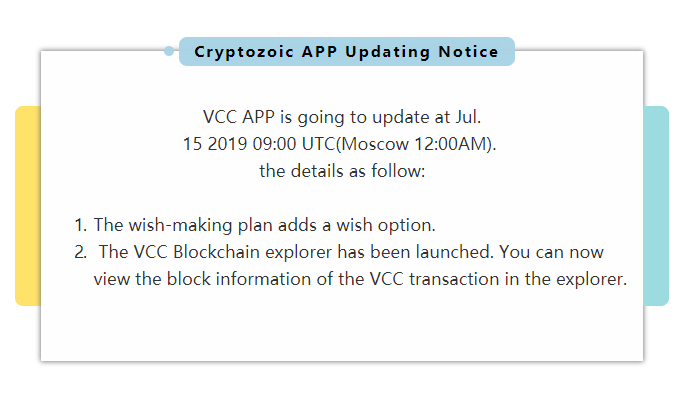 Cryptozoic APP Updating Notice
VCC APP is going to update at Jul.
15 2019 09:00 UTC(Moscow 12:00AM).
the details as follow:
1. The wish-making plan adds a wish option.
2. The VCC Blockchain explorer has been launched. You can now
view the block information of the VCC transaction in the explorer.